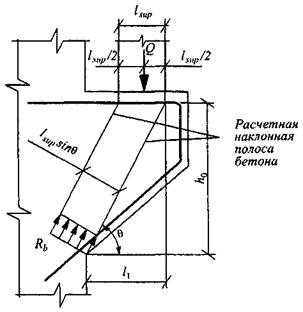 l_sup
l_sup/2
Q
l_sup/2
Расчетная
наклонная
полоса
бетона
l_sup sinθ
h_0
R_b
θ
l_1